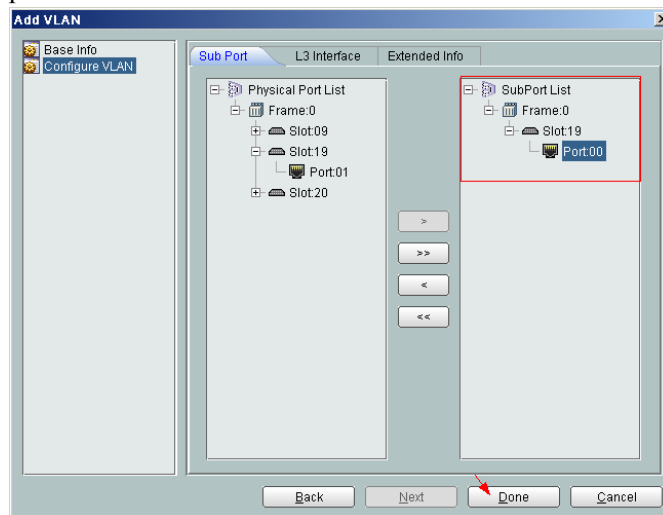 Add VLAN
Base Info
Configure VLAN
Sub Port
L3 Interface
Extended Info
Physical Port List
Frame:0
Slot:09
Slot:19
Port:01
Slot:20
>
>>
<
<<
SubPort List
Frame:0
Slot:19
Port:00
Back
Next
Done
Cancel